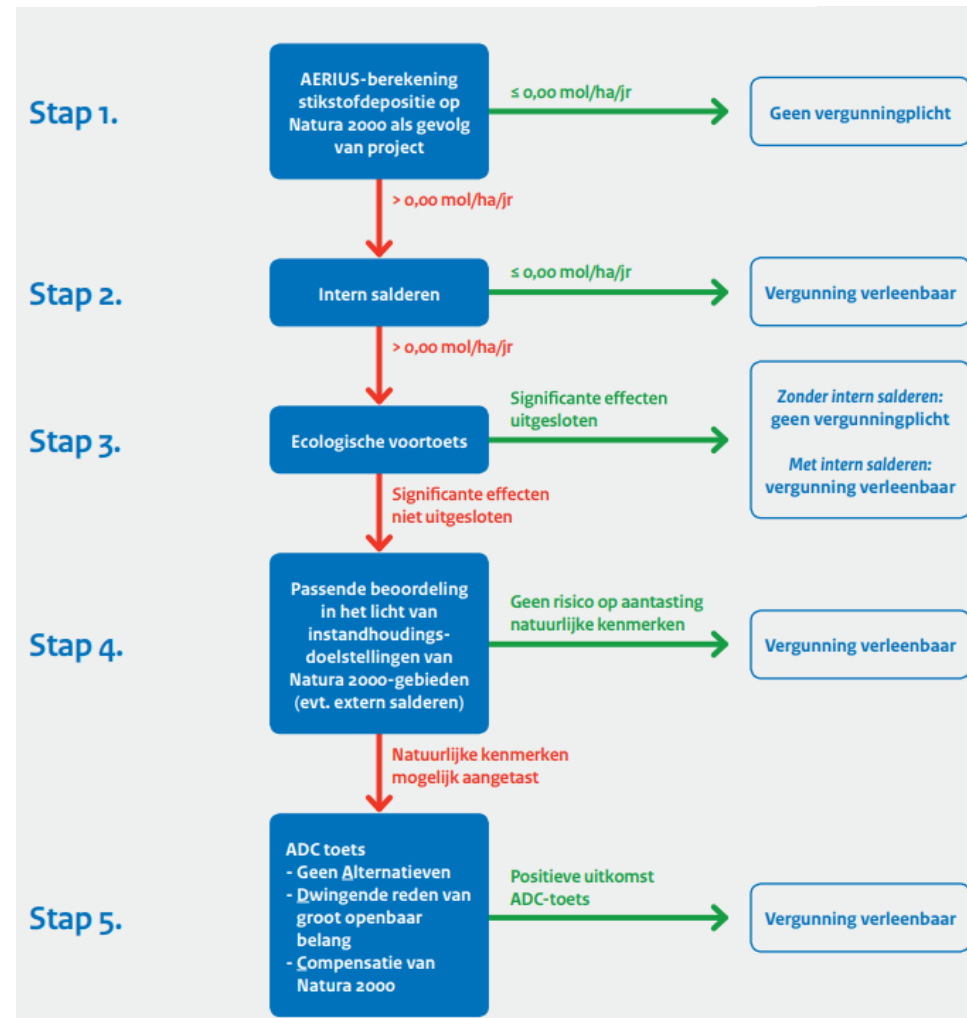 Stap 1.
AERIUS-berekening
stikstofdepositie op
Natura 2000 als gevolg
van project
≤ 0,00 mol/ha/jr
Geen vergunningplicht
> 0,00 mol/ha/jr
Stap 2.
Intern salderen
≤ 0,00 mol/ha/jr
Vergunning verleenbaar
> 0,00 mol/ha/jr
Stap 3.
Ecologische voortoets
Significante effecten
uitgesloten
Zonder intern salderen:
geen vergunningplicht
Met intern salderen:
vergunning verleenbaar
Significante effecten
niet uitgesloten
Stap 4.
Passende beoordeling
in het licht van
instandhoudings-
doelstellingen van
Natura 2000-gebieden
(evt. extern salderen)
Geen risico op aantasting
natuurlijke kenmerken
Vergunning verleenbaar
Natuurlijke kenmerken
mogelijk aangetast
Stap 5.
ADC toets
- Geen Alternatieven
- Dwingende reden van
groot openbaar
belang
- Compensatie van
Natura 2000
Positieve uitkomst
ADC-toets
Vergunning verleenbaar